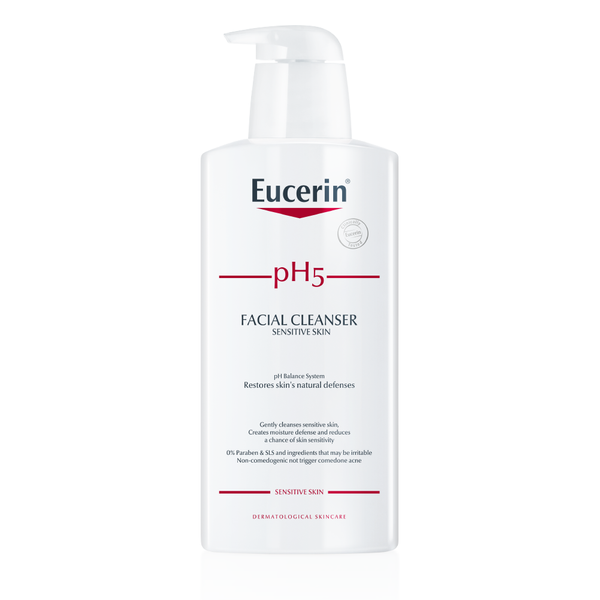 Eucerin®
Eucerin
pH5
FACIAL CLEANSER
SENSITIVE SKIN
pH Balance System
Restores skin's natural defenses
Gently cleanses sensitive skin,
Creates moisture defense and reduces
a chance of skin sensitivity
0% Paraben & SLS and ingredients that may be irritable
Non-comedogenic not trigger comedone acne
SENSITIVE SKIN
DERMATOLOGICAL SKINCARE